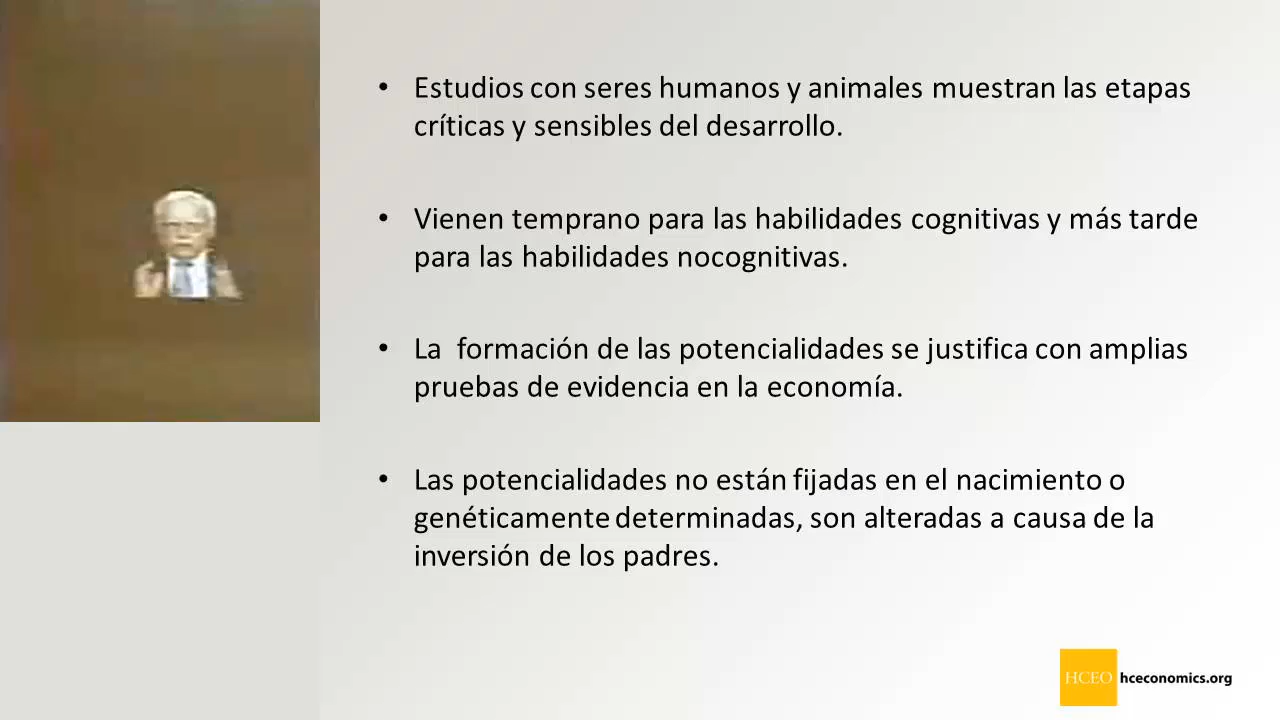 • Estudios con seres humanos y animales muestran las etapas
críticas y sensibles del desarrollo.
• Vienen temprano para las habilidades cognitivas y más tarde
para las habilidades nocognitivas.
• La  formación de las potencialidades se justifica con amplias
pruebas de evidencia en la economía.
• Las potencialidades no están fijadas en el nacimiento o
genéticamente determinadas, son alteradas a causa de la
inversión de los padres.
HCEO hceconomics.org